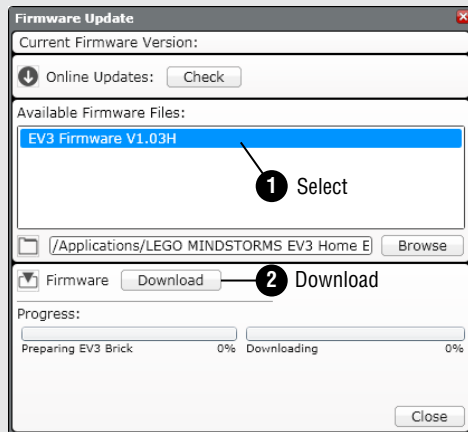 Firmware Update
Current Firmware Version:
Online Updates: Check
Available Firmware Files:
EV3 Firmware V1.03H
1 Select
/Applications/LEGO MINDSTORMS EV3 Home E Browse
Firmware Download 2 Download
Progress:
Preparing EV3 Brick 0% Downloading 0%
Close